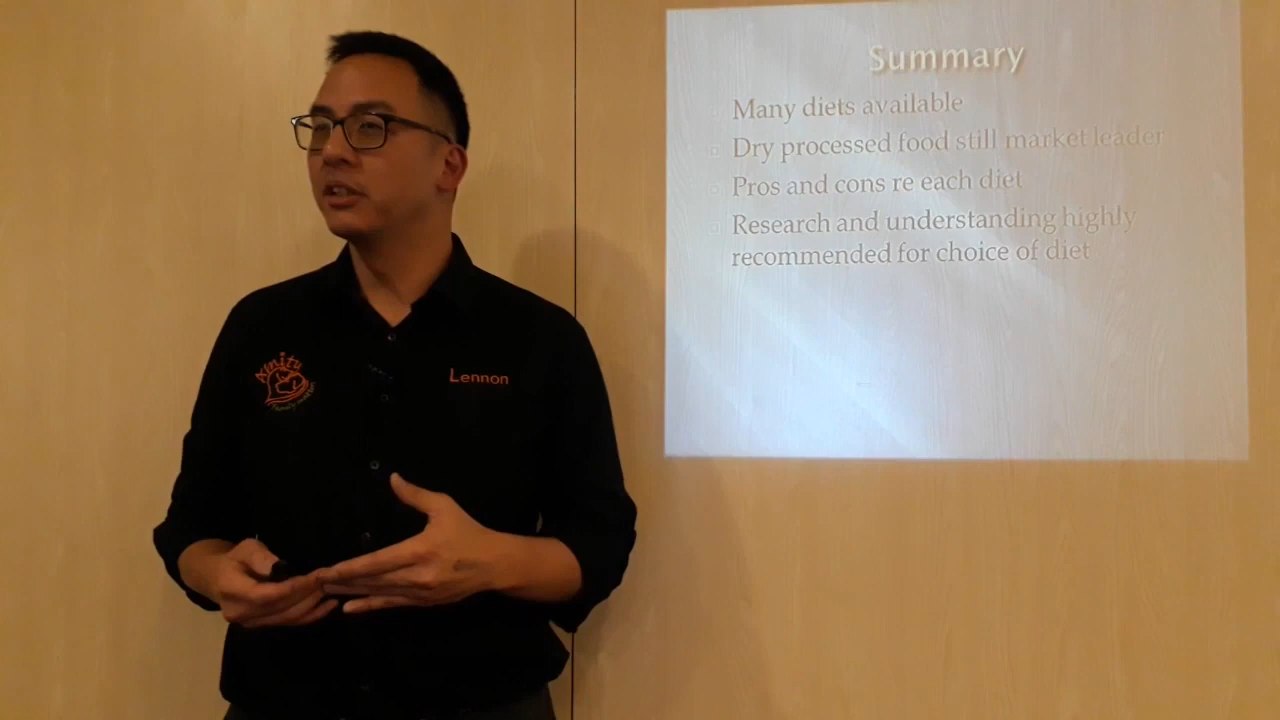 Summary
Many diets available
Dry processed food still market leader
Pros and cons re each diet
Research and understanding highly
recommended for choice of diet
Amity
Lennon